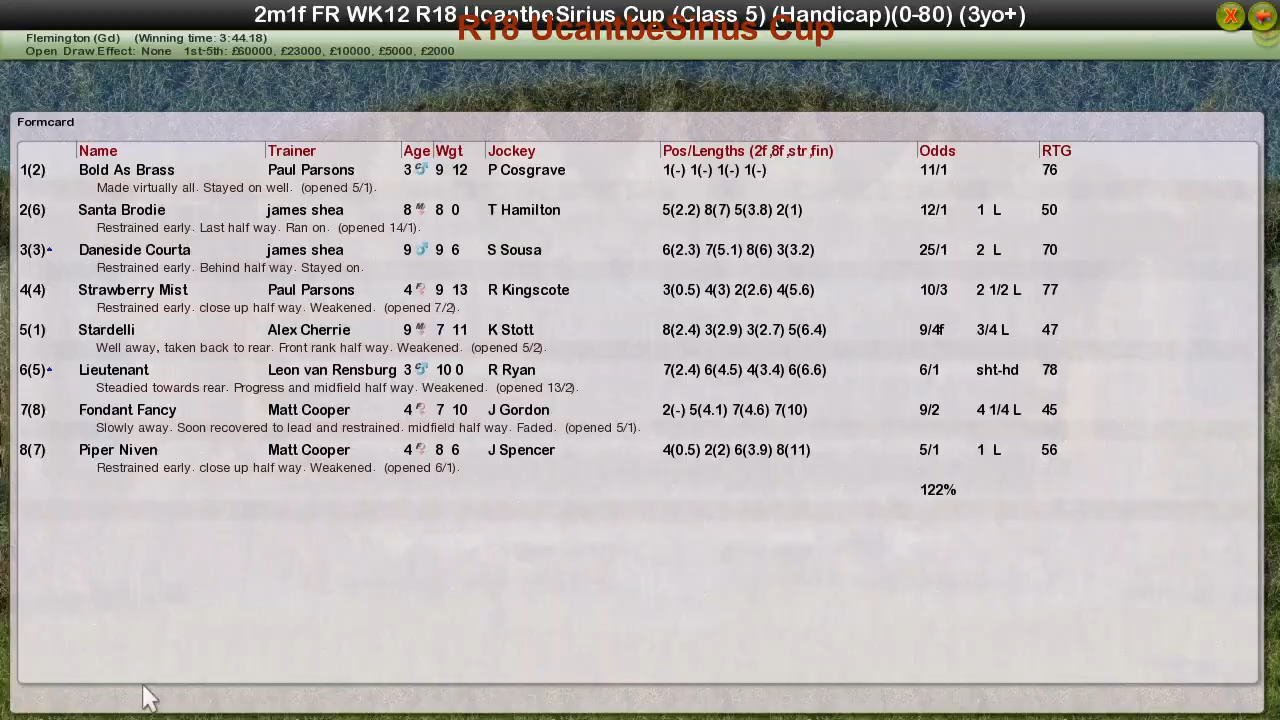 2m1f FR WK12 R18 UcantbeSirius Cup (Class 5) (Handicap)(0-80) (3yo+)
R18 UcantbeSirius Cup
Flemington (Gd) (Winning time: 3:44.18)
Open Draw Effect: None 1st-5th: £60000, £23000, £10000, £5000, £2000
Formcard
Name Trainer Age Wgt Jockey Pos/Lengths (2f,8f,str,fin) Odds RTG
1(2) Bold As Brass Paul Parsons 3 9 12 P Cosgrave 1(-) 1(-) 1(-) 1(-) 11/1 76
Made virtually all. Stayed on well. (opened 5/1).
2(6) Santa Brodie james shea 8 8 0 T Hamilton 5(2.2) 8(7) 5(3.8) 2(1) 12/1 1 L 50
Restrained early. Last half way. Ran on. (opened 14/1).
3(3) Daneside Courta james shea 9 9 6 S Sousa 6(2.3) 7(5.1) 8(6) 3(3.2) 25/1 2 L 70
Restrained early. Behind half way. Stayed on.
4(4) Strawberry Mist Paul Parsons 4 9 13 R Kingscote 3(0.5) 4(3) 2(2.6) 4(5.6) 10/3 2 1/2 L 77
Restrained early. close up half way. Weakened. (opened 7/2).
5(1) Stardelli Alex Cherrie 9 7 11 K Stott 8(2.4) 3(2.9) 3(2.7) 5(6.4) 9/4f 3/4 L 47
Well away, taken back to rear. Front rank half way. Weakened. (opened 5/2).
6(5) Lieutenant Leon van Rensburg 3 10 0 R Ryan 7(2.4) 6(4.5) 4(3.4) 6(6.6) 6/1 sht-hd 78
Steadied towards rear. Progress and midfield half way. Weakened. (opened 13/2).
7(8) Fondant Fancy Matt Cooper 4 7 10 J Gordon 2(-) 5(4.1) 7(4.6) 7(10) 9/2 4 1/4 L 45
Slowly away. Soon recovered to lead and restrained. midfield half way. Faded. (opened 5/1).
8(7) Piper Niven Matt Cooper 4 8 6 J Spencer 4(0.5) 2(2) 6(3.9) 8(11) 5/1 1 L 56
Restrained early. close up half way. Weakened. (opened 6/1).
122%